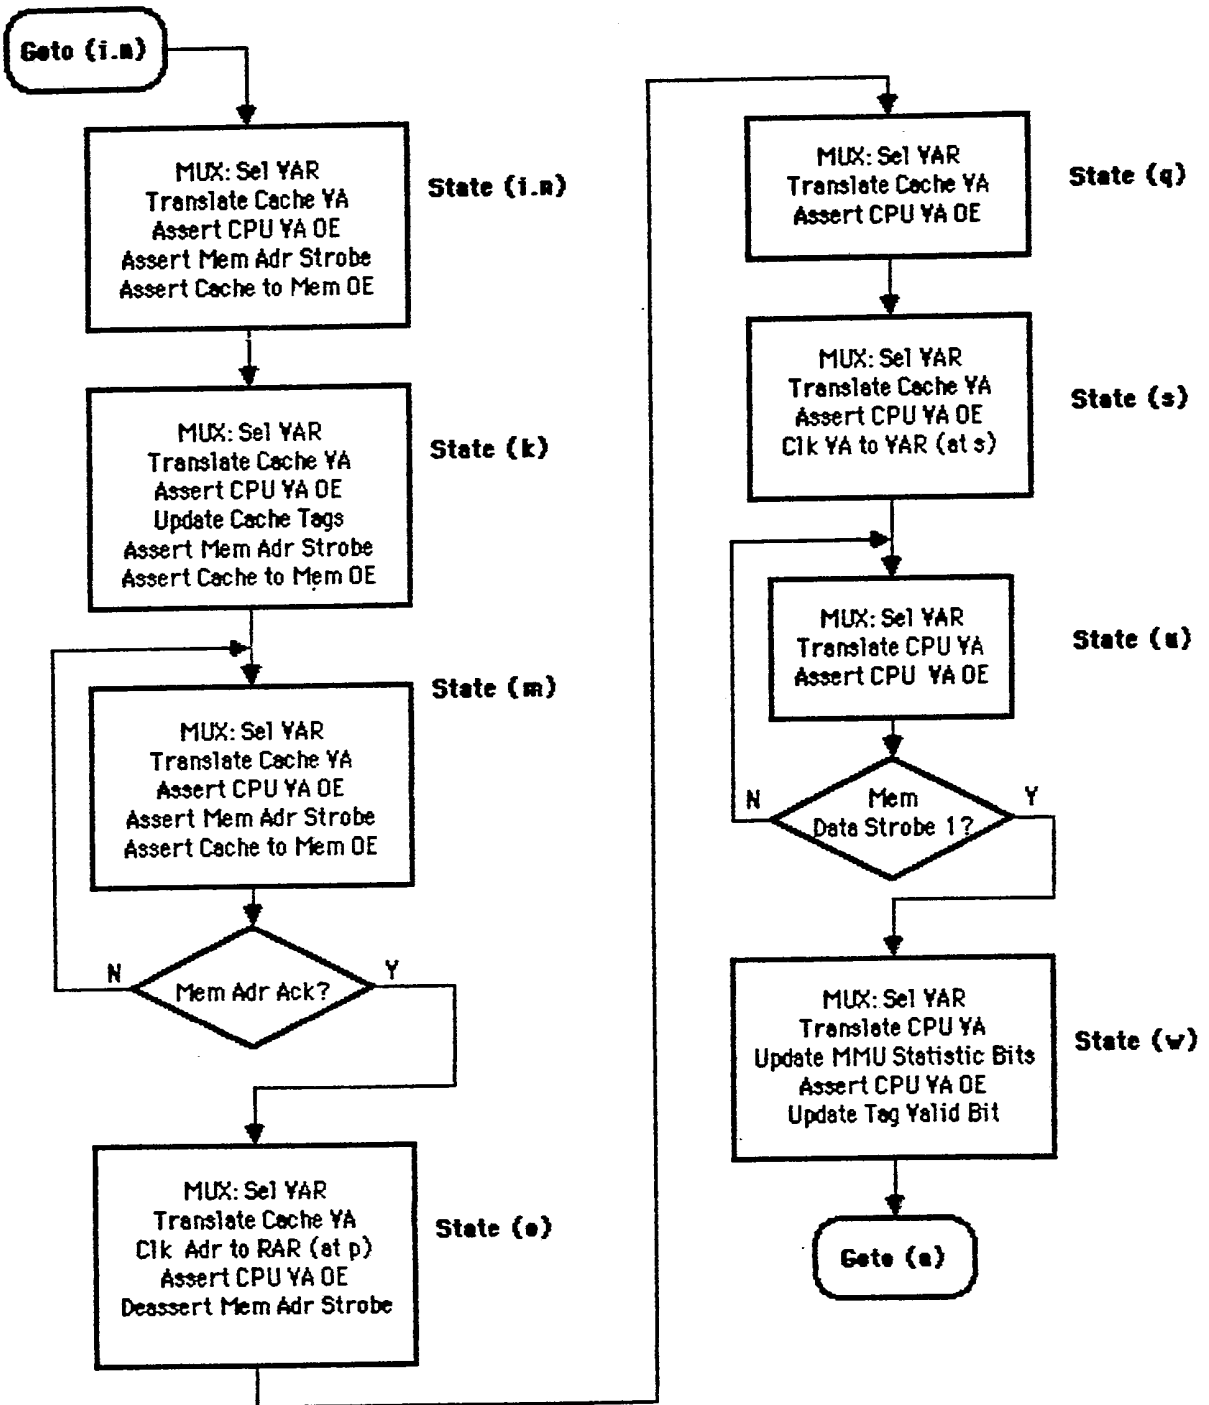 Goto (i.n)
MUX: Sel VAR
Translate Cache VA
Assert CPU VA OE
Assert Mem Adr Strobe
Assert Cache to Mem OE
State (i.n)
MUX: Sel VAR
Translate Cache VA
Assert CPU VA OE
Update Cache Tags
Assert Mem Adr Strobe
Assert Cache to Mem OE
State (k)
MUX: Sel VAR
Translate Cache VA
Assert CPU VA OE
Assert Mem Adr Strobe
Assert Cache to Mem OE
State (m)
N
Mem Adr Ack?
Y
MUX: Sel VAR
Translate Cache VA
Clk Adr to RAR (at p)
Assert CPU VA OE
Deassert Mem Adr Strobe
State (o)
MUX: Sel VAR
Translate Cache VA
Assert CPU VA OE
State (q)
MUX: Sel VAR
Translate Cache VA
Assert CPU VA OE
Clk VA to VAR (at s)
State (s)
MUX: Sel VAR
Translate CPU VA
Assert CPU VA OE
State (u)
N
Mem
Data Strobe 1?
Y
MUX: Sel VAR
Translate CPU VA
Update MMU Statistic Bits
Assert CPU VA OE
Update Tag Valid Bit
State (w)
Goto (a)